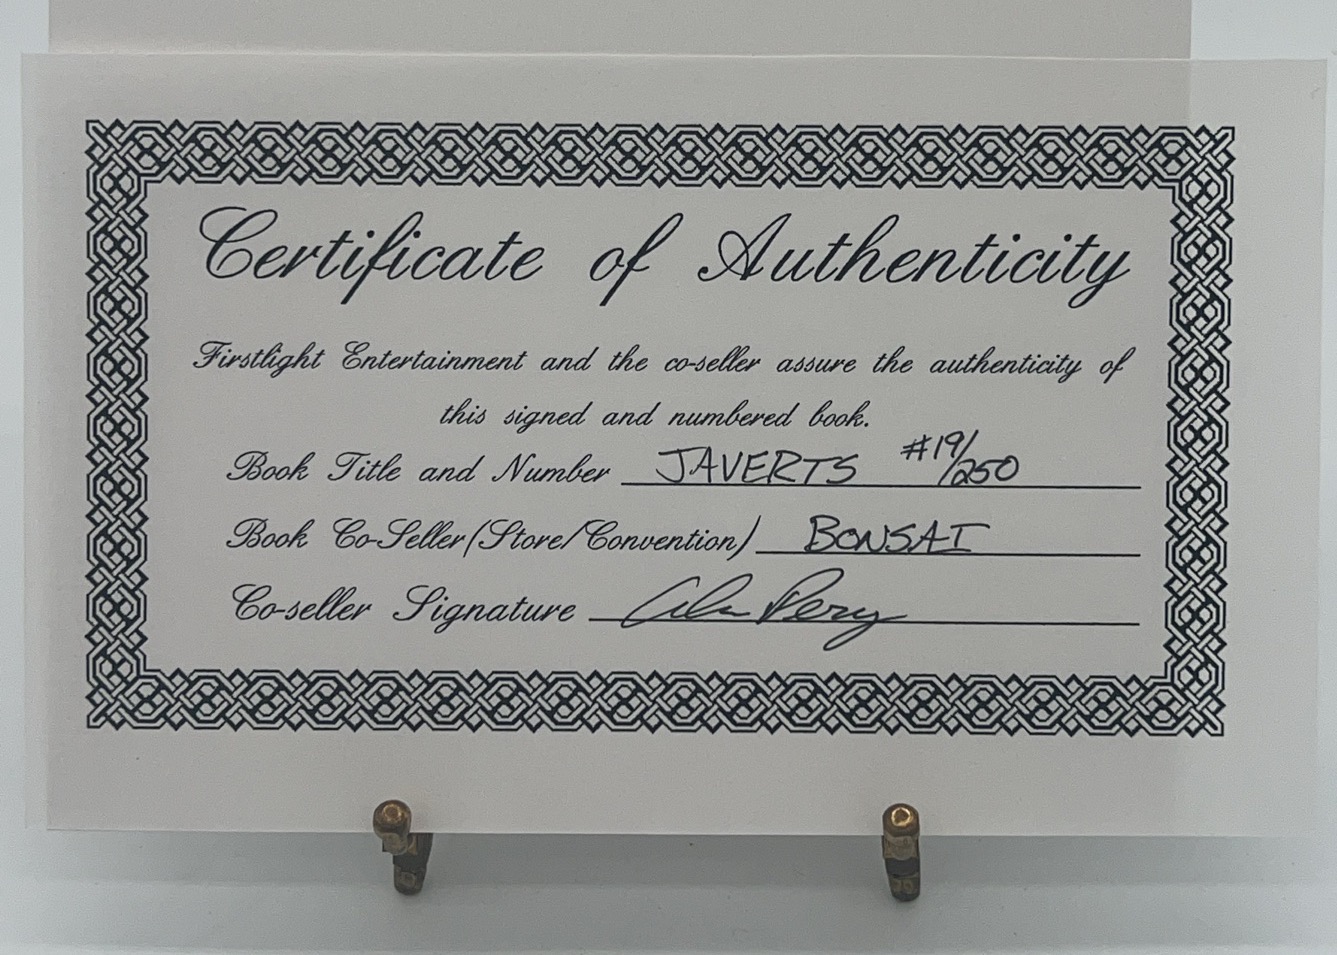 Certificate of Authenticity
Firstlight Entertainment and the co-seller assure the authenticity of
this signed and numbered book.
Book Title and Number JAVERTS #19/250
Book Co-Seller(Store/Convention) BONSAI
Co-seller Signature